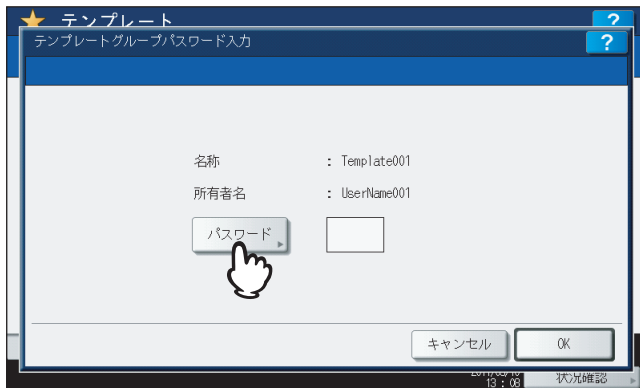 テンプレート
?
テンプレートグループパスワード入力
?
名称 : Template001
所有者名 : UserName001
パスワード
キャンセル
OK
13 : 08
状況確認